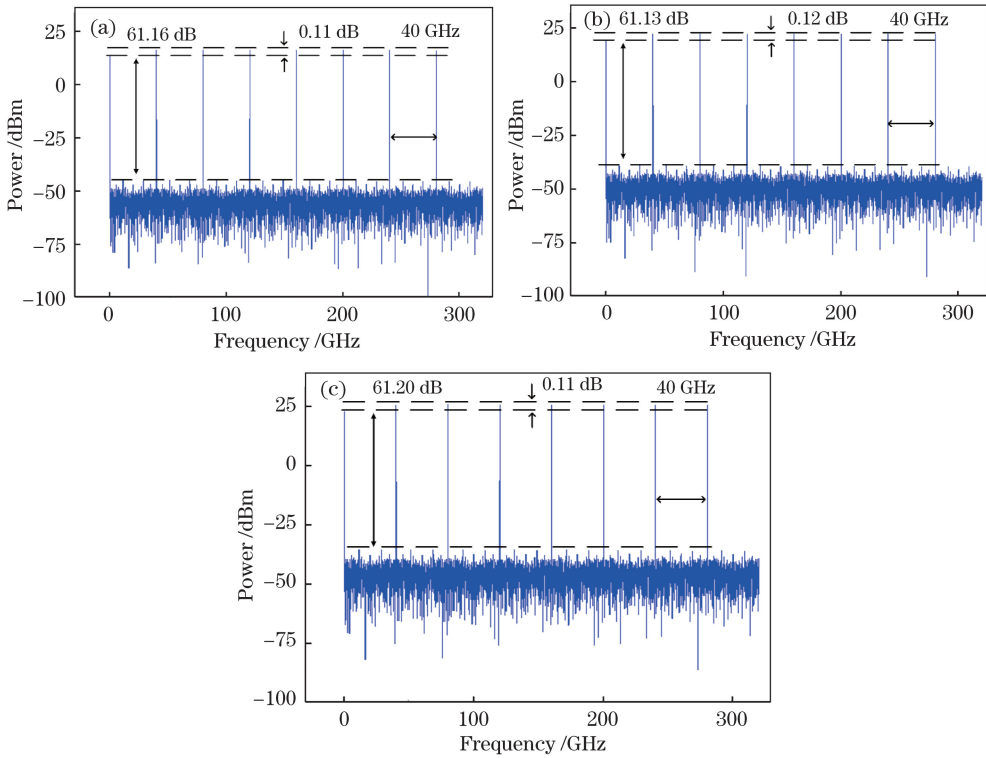 (a)
61.16 dB
0.11 dB
40 GHz
25
0
−25
−50
−75
−100
Power /dBm
0
100
200
300
Frequency /GHz
(b)
61.13 dB
0.12 dB
40 GHz
25
0
−25
−50
−75
−100
Power /dBm
0
100
200
300
Frequency /GHz
(c)
61.20 dB
0.11 dB
40 GHz
25
0
−25
−50
−75
−100
Power /dBm
0
100
200
300
Frequency /GHz